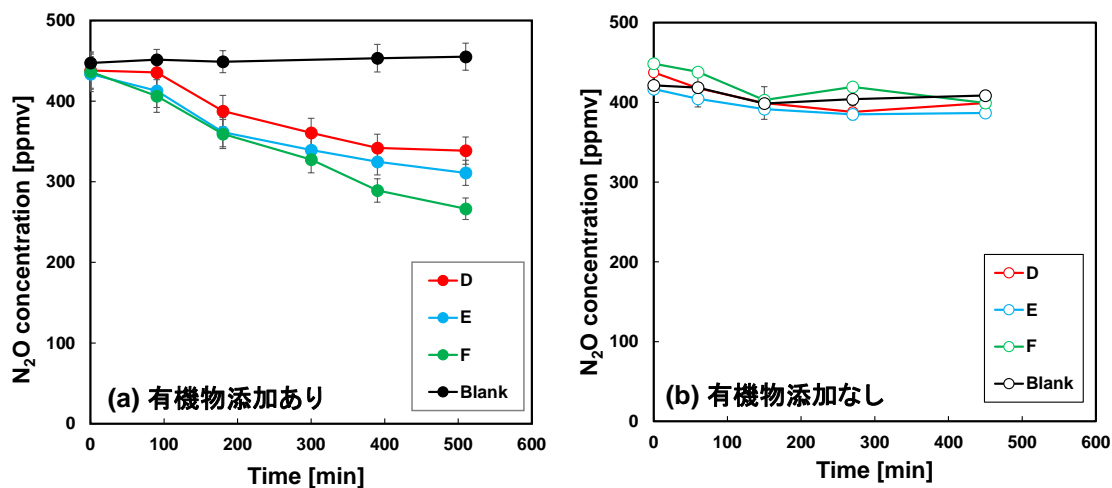 500
400
300
200
100
0
N₂O concentration [ppmv]
D
E
F
Blank
(a) 有機物添加あり
0 100 200 300 400 500 600
Time [min]
500
400
300
200
100
0
N₂O concentration [ppmv]
D
E
F
Blank
(b) 有機物添加なし
0 100 200 300 400 500 600
Time [min]